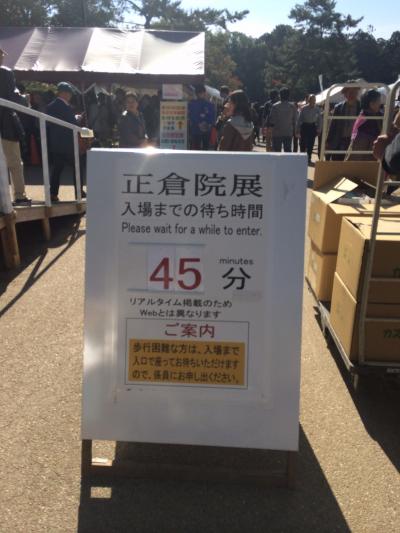 正倉院展
入場までの待ち時間
Please wait for a while to enter.
45 minutes 分
リアルタイム掲載のため
Webとは異なります
ご案内
歩行困難な方は、入場まで
入口で座ってお待ちいただけます
ので、係員にお申し出ください。